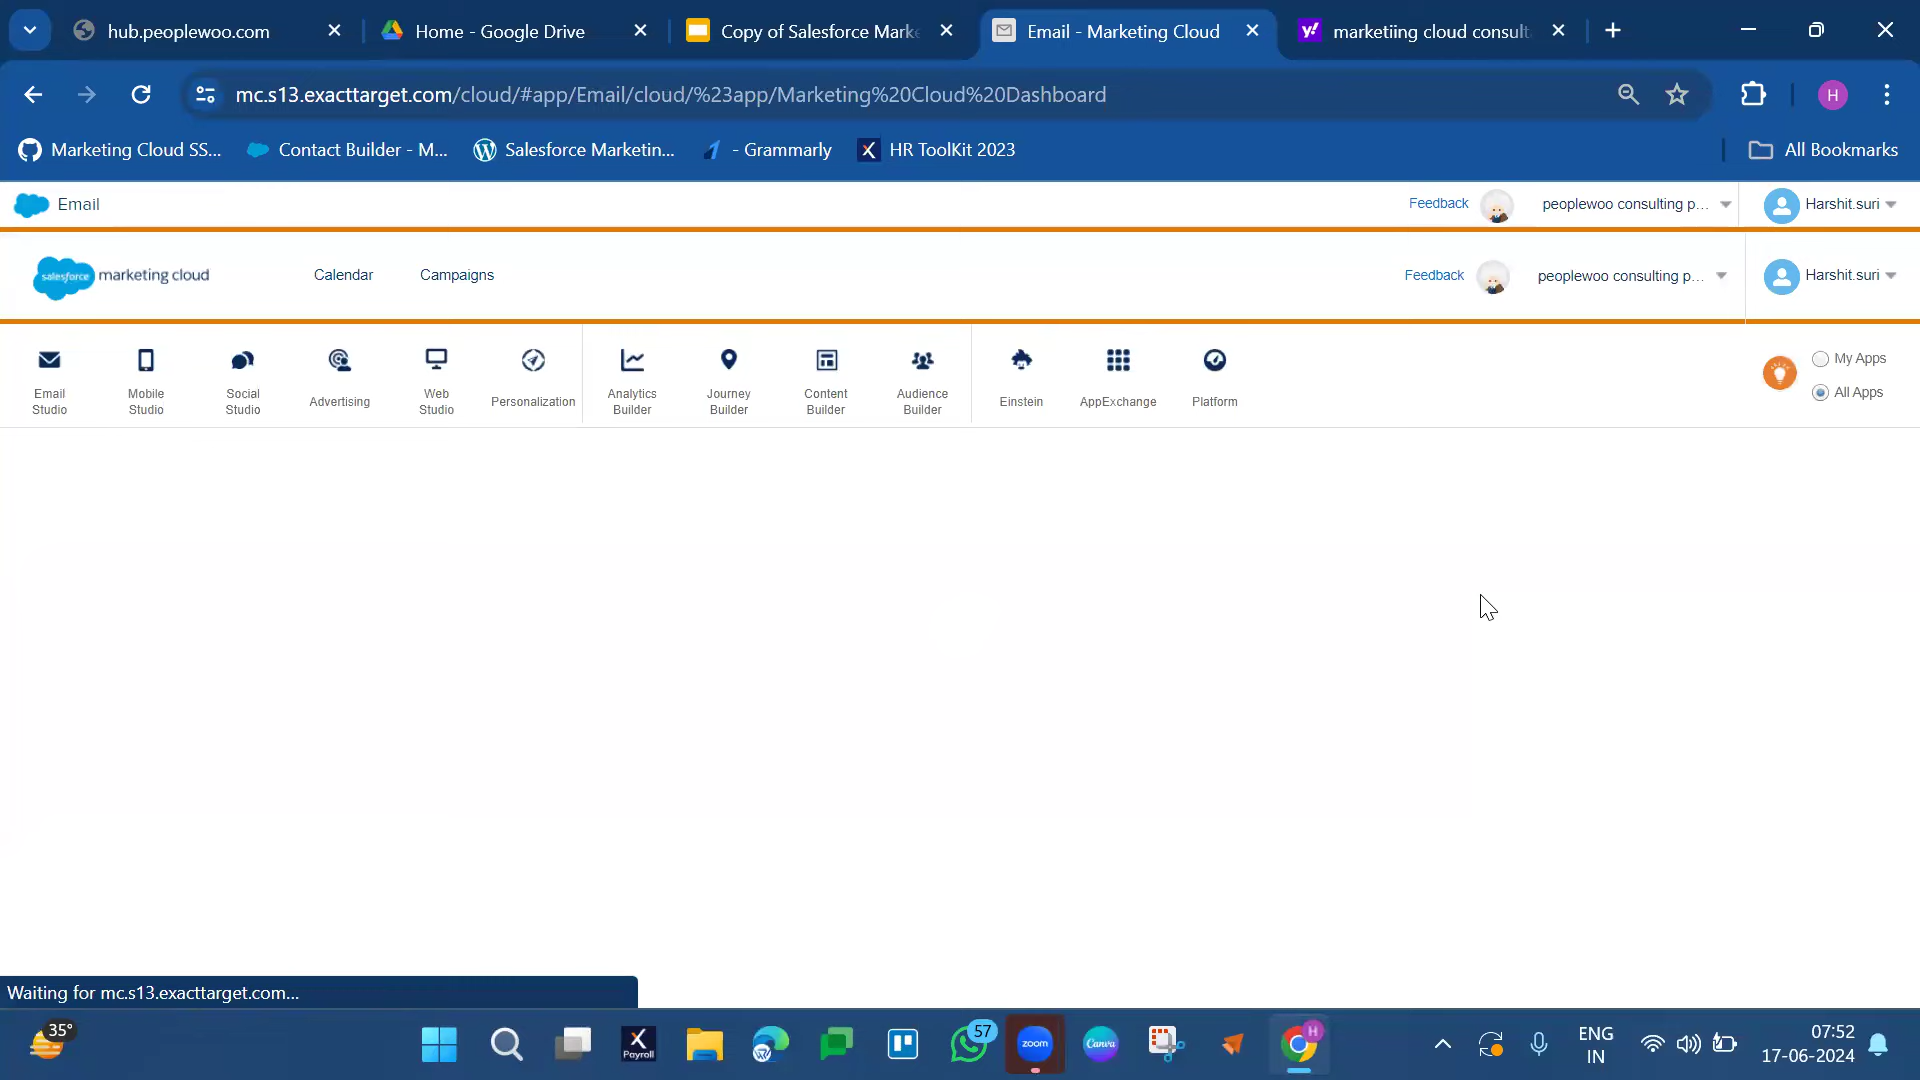 hub.peoplewoo.com
Home - Google Drive
Copy of Salesforce Marke
Email - Marketing Cloud
marketiing cloud consult
mc.s13.exacttarget.com/cloud/#app/Email/cloud/%23app/Marketing%20Cloud%20Dashboard
H
Marketing Cloud SS...
Contact Builder - M...
Salesforce Marketin...
- Grammarly
HR ToolKit 2023
All Bookmarks
Email
Feedback
peoplewoo consulting p...
Harshit.suri
salesforce marketing cloud
Calendar
Campaigns
Feedback
peoplewoo consulting p...
Harshit.suri
Email
Studio
Mobile
Studio
Social
Studio
Advertising
Web
Studio
Personalization
Analytics
Builder
Journey
Builder
Content
Builder
Audience
Builder
Einstein
AppExchange
Platform
My Apps
All Apps
Waiting for mc.s13.exacttarget.com...
35°
X
Payroll
57
zoom
Canva
H
ENG
IN
07:52
17-06-2024